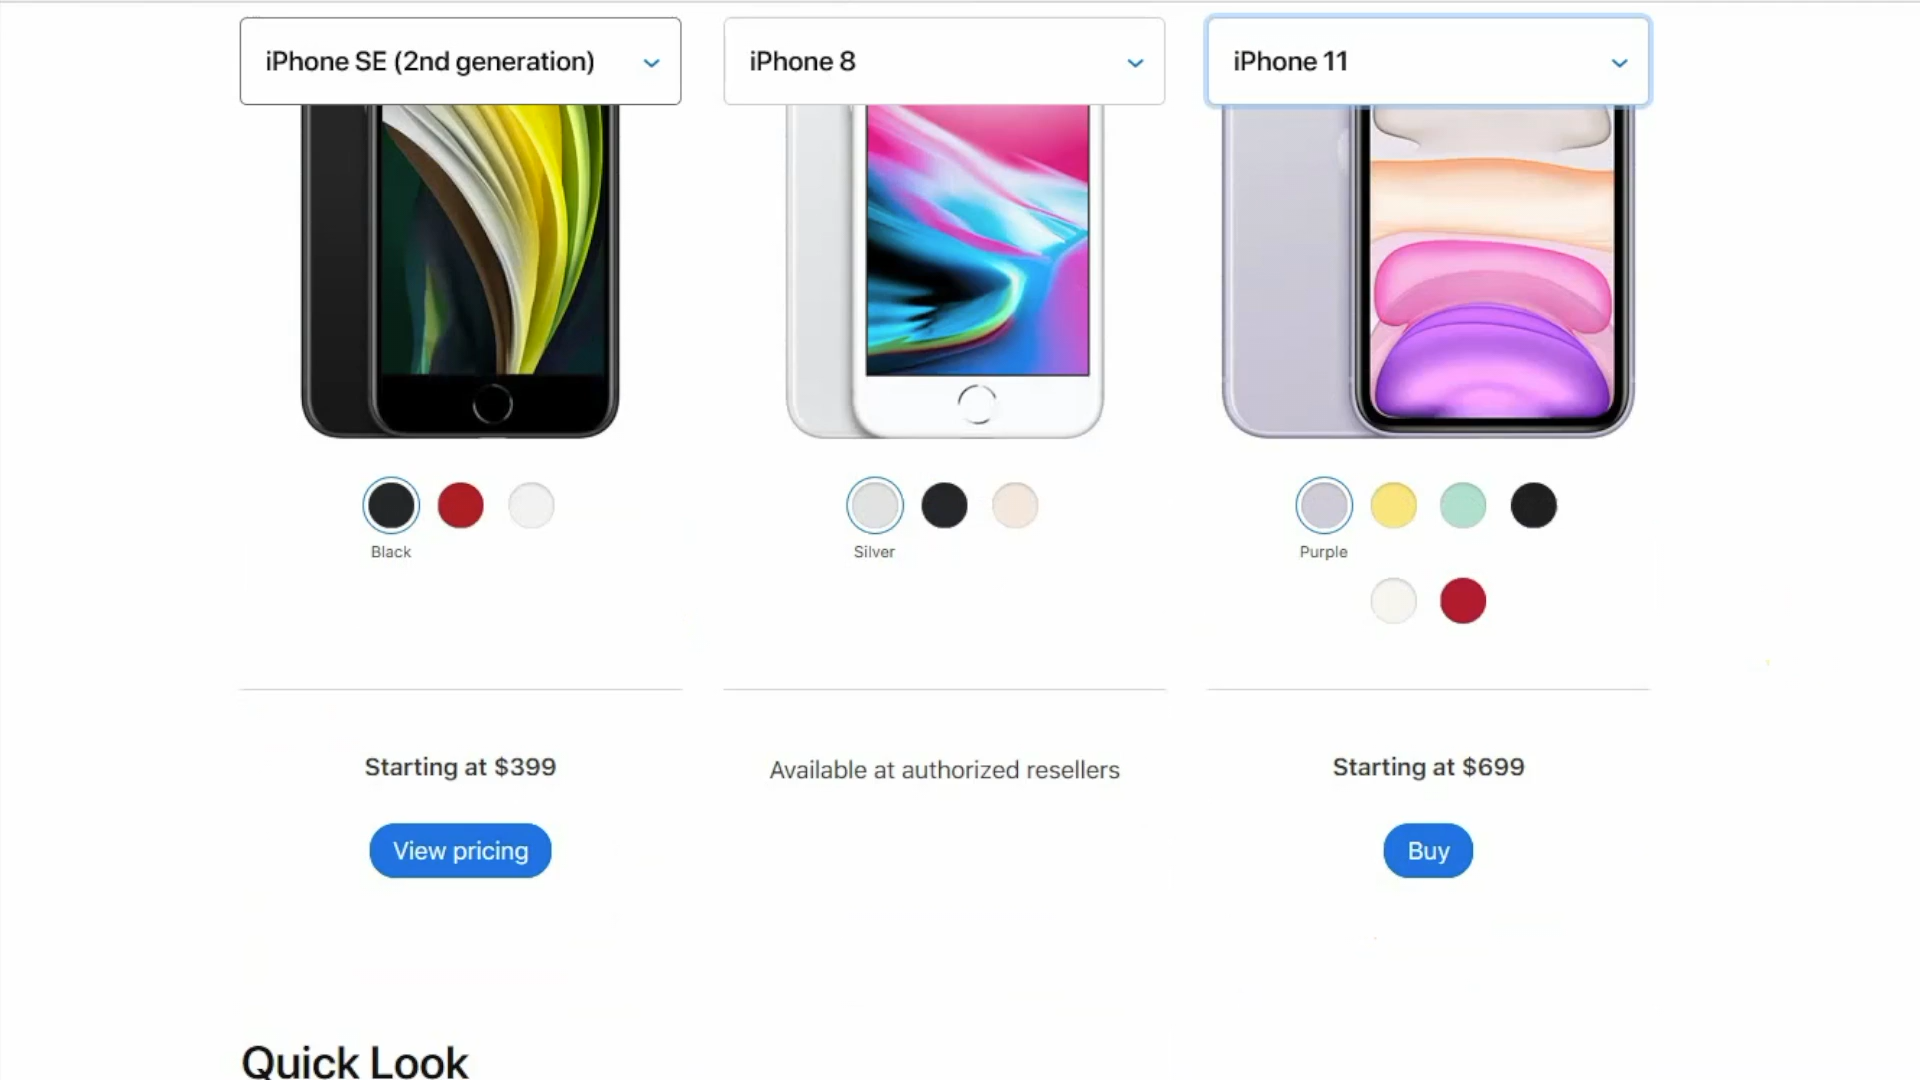 iPhone SE (2nd generation)
iPhone 8
iPhone 11
Black
Silver
Purple
Starting at $399
Available at authorized resellers
Starting at $699
View pricing
Buy
Quick Look